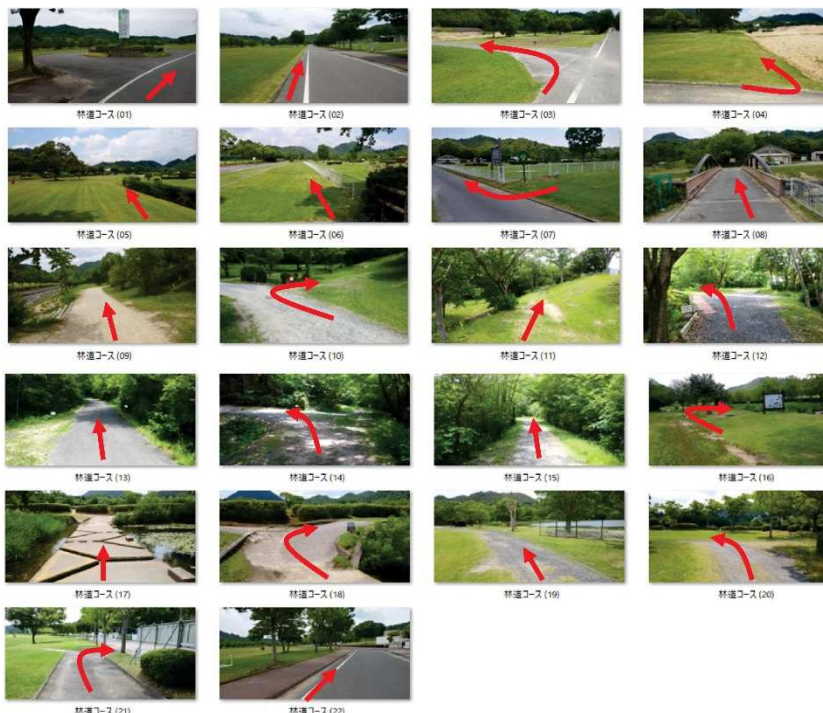 林道コース (01)
林道コース (02)
林道コース (03)
林道コース (04)
林道コース (05)
林道コース (06)
林道コース (07)
林道コース (08)
林道コース (09)
林道コース (10)
林道コース (11)
林道コース (12)
林道コース (13)
林道コース (14)
林道コース (15)
林道コース (16)
林道コース (17)
林道コース (18)
林道コース (19)
林道コース (20)
林道コース (21)
林道コース (22)